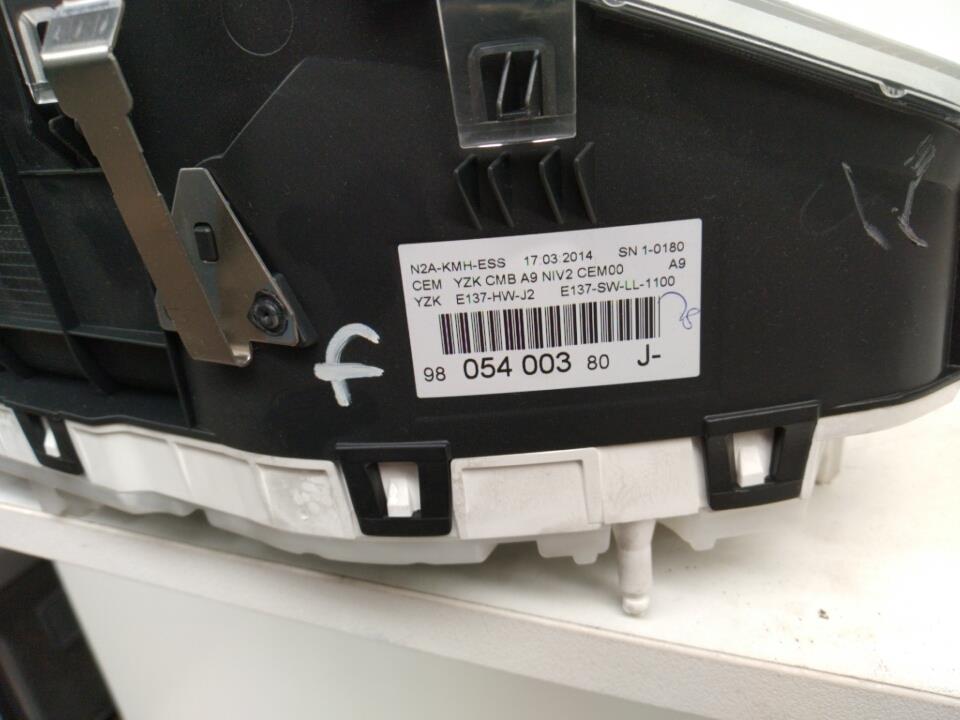 N2A-KMH-ESS 17.03.2014 SN 1-0180
CEM YZK CMB A9 NIV2 CEM00 A9
YZK E137-HW-J2 E137-SW-LL-1100
98 054 003 80 J-
f